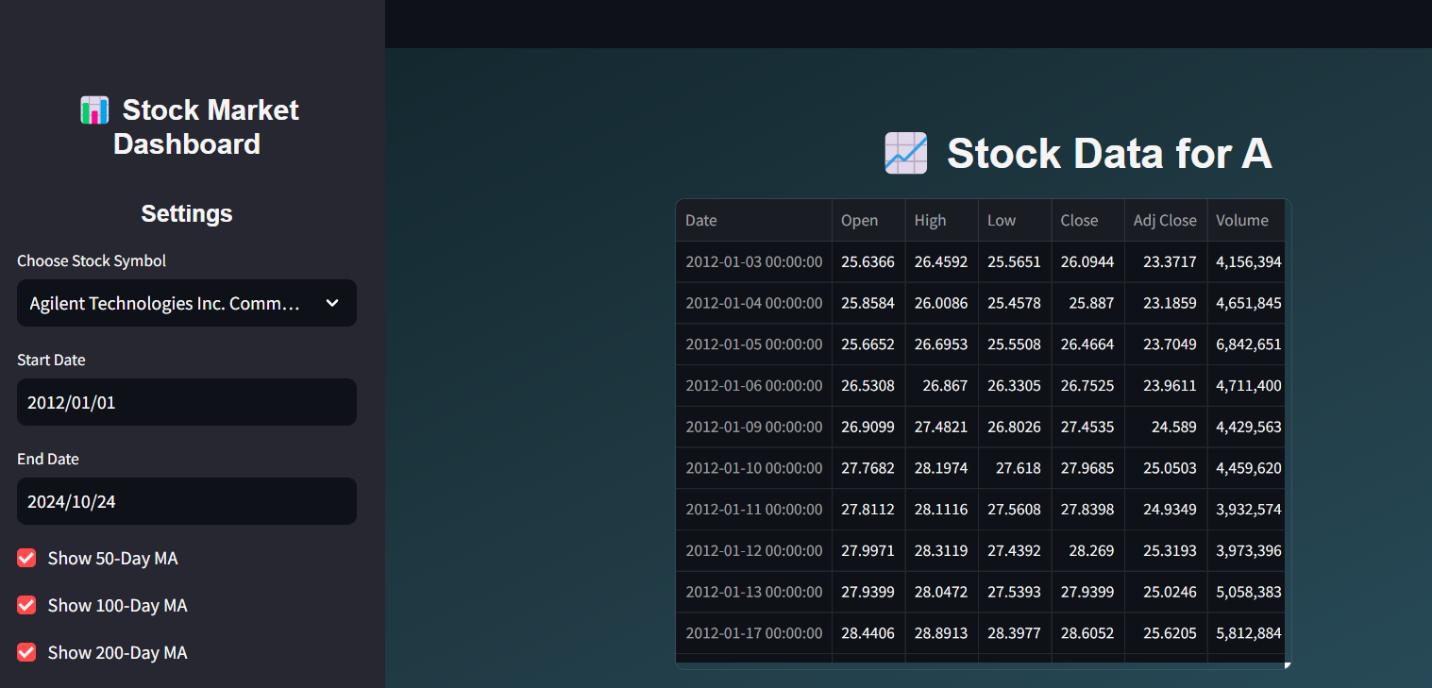 Stock Market
Dashboard
Settings
Choose Stock Symbol
Agilent Technologies Inc. Comm...
Start Date
2012/01/01
End Date
2024/10/24
Show 50-Day MA
Show 100-Day MA
Show 200-Day MA
Stock Data for A
Date Open High Low Close Adj Close Volume
2012-01-03 00:00:00 25.6366 26.4592 25.5651 26.0944 23.3717 4,156,394
2012-01-04 00:00:00 25.8584 26.0086 25.4578 25.887 23.1859 4,651,845
2012-01-05 00:00:00 25.6652 26.6953 25.5508 26.4664 23.7049 6,842,651
2012-01-06 00:00:00 26.5308 26.867 26.3305 26.7525 23.9611 4,711,400
2012-01-09 00:00:00 26.9099 27.4821 26.8026 27.4535 24.589 4,429,563
2012-01-10 00:00:00 27.7682 28.1974 27.618 27.9685 25.0503 4,459,620
2012-01-11 00:00:00 27.8112 28.1116 27.5608 27.8398 24.9349 3,932,574
2012-01-12 00:00:00 27.9971 28.3119 27.4392 28.269 25.3193 3,973,396
2012-01-13 00:00:00 27.9399 28.0472 27.5393 27.9399 25.0246 5,058,383
2012-01-17 00:00:00 28.4406 28.8913 28.3977 28.6052 25.6205 5,812,884